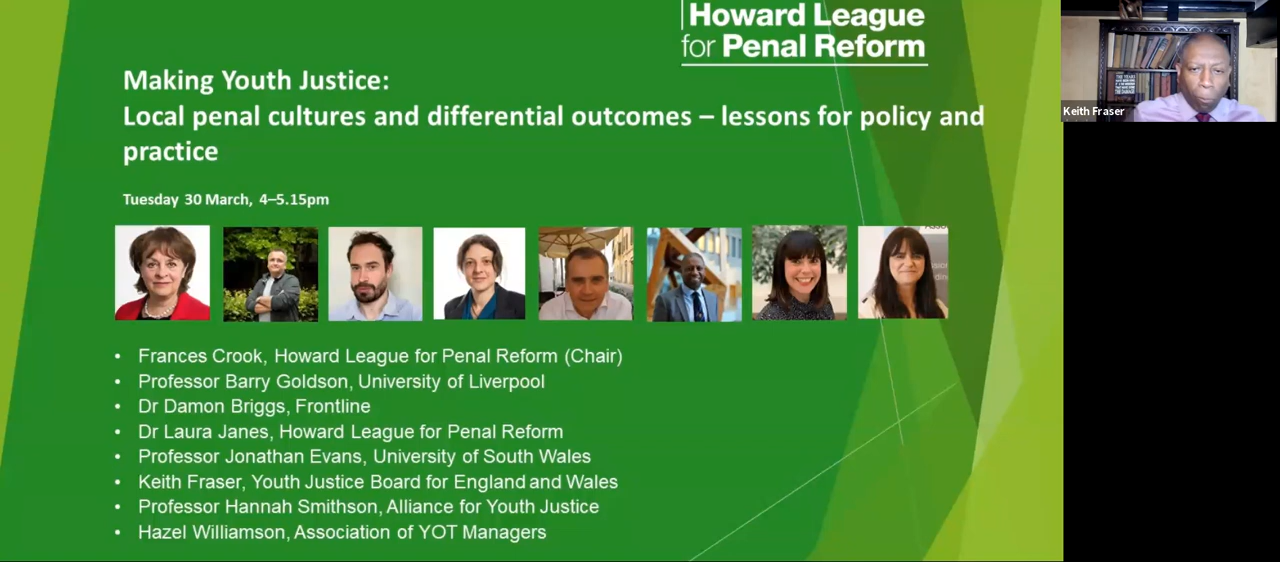 Howard League
for Penal Reform
Making Youth Justice:
Local penal cultures and differential outcomes – lessons for policy and
practice
Tuesday 30 March, 4–5.15pm
• Frances Crook, Howard League for Penal Reform (Chair)
• Professor Barry Goldson, University of Liverpool
• Dr Damon Briggs, Frontline
• Dr Laura Janes, Howard League for Penal Reform
• Professor Jonathan Evans, University of South Wales
• Keith Fraser, Youth Justice Board for England and Wales
• Professor Hannah Smithson, Alliance for Youth Justice
• Hazel Williamson, Association of YOT Managers
Keith Fraser